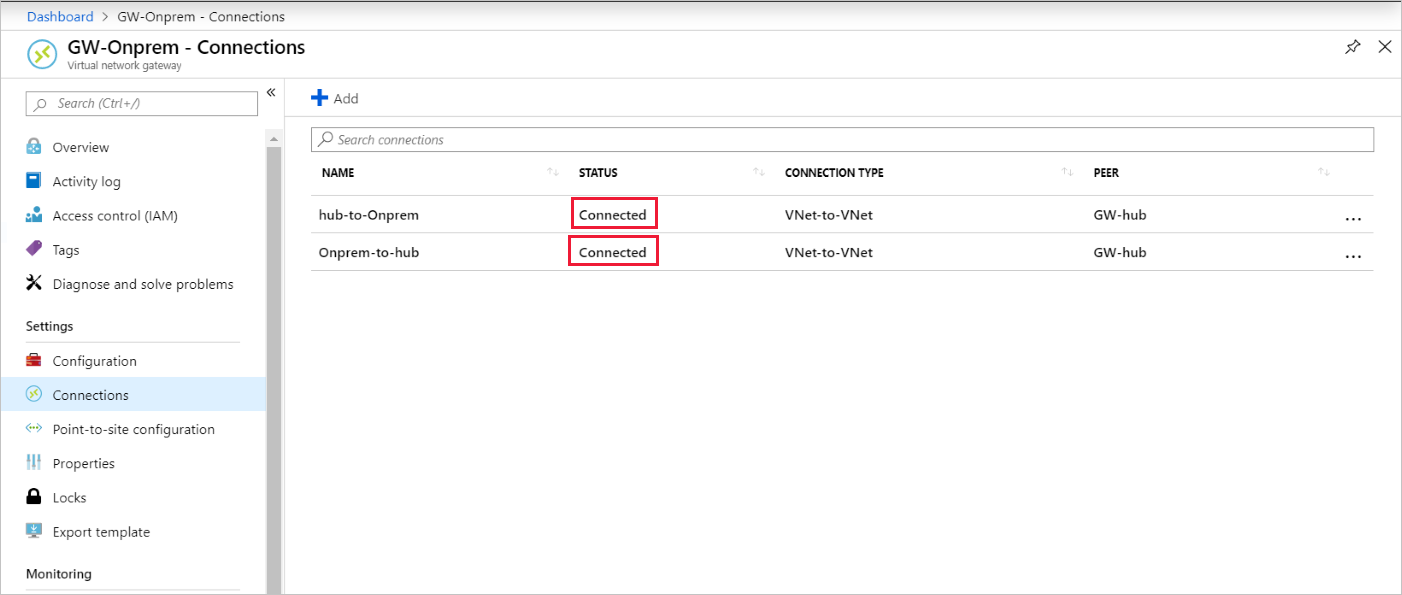 Dashboard > GW-Onprem - Connections
GW-Onprem - Connections
Virtual network gateway
Search (Ctrl+/)
«
Overview
Activity log
Access control (IAM)
Tags
Diagnose and solve problems
Settings
Configuration
Connections
Point-to-site configuration
Properties
Locks
Export template
Monitoring
Add
Search connections
NAME STATUS CONNECTION TYPE PEER
hub-to-Onprem Connected VNet-to-VNet GW-hub ...
Onprem-to-hub Connected VNet-to-VNet GW-hub ...